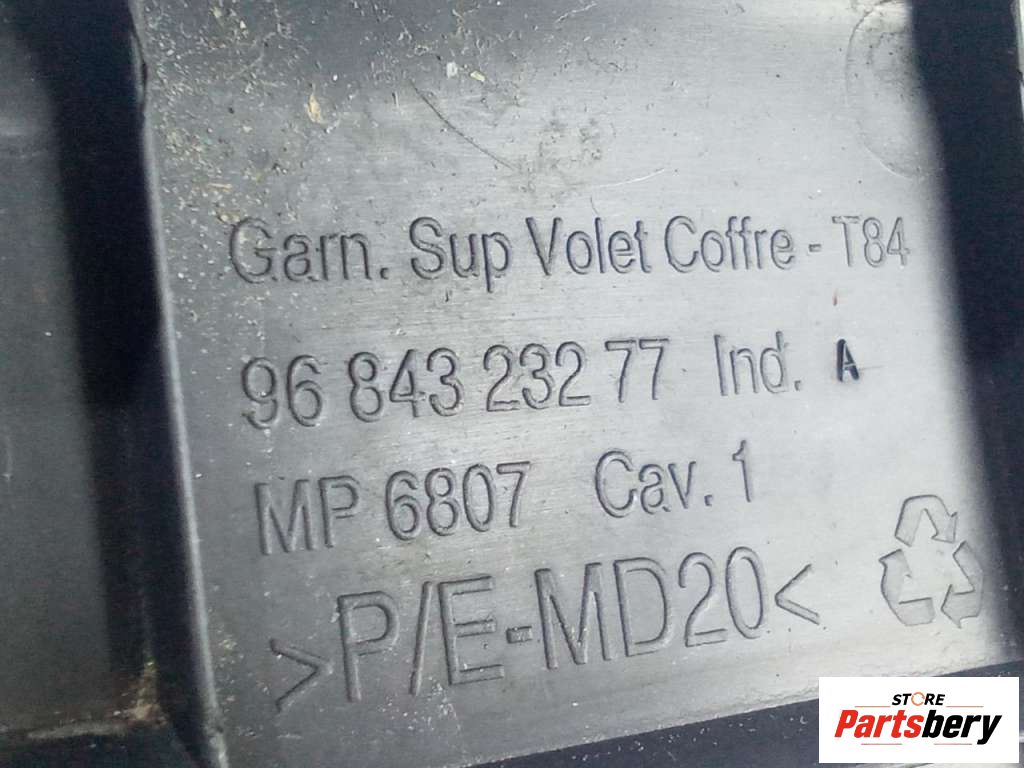 Garn. Sup Volet Coffre - T84
96 843 232 77 Ind. A
MP 6807 Cav. 1
>P/E-MD20<
STORE
Partsbery